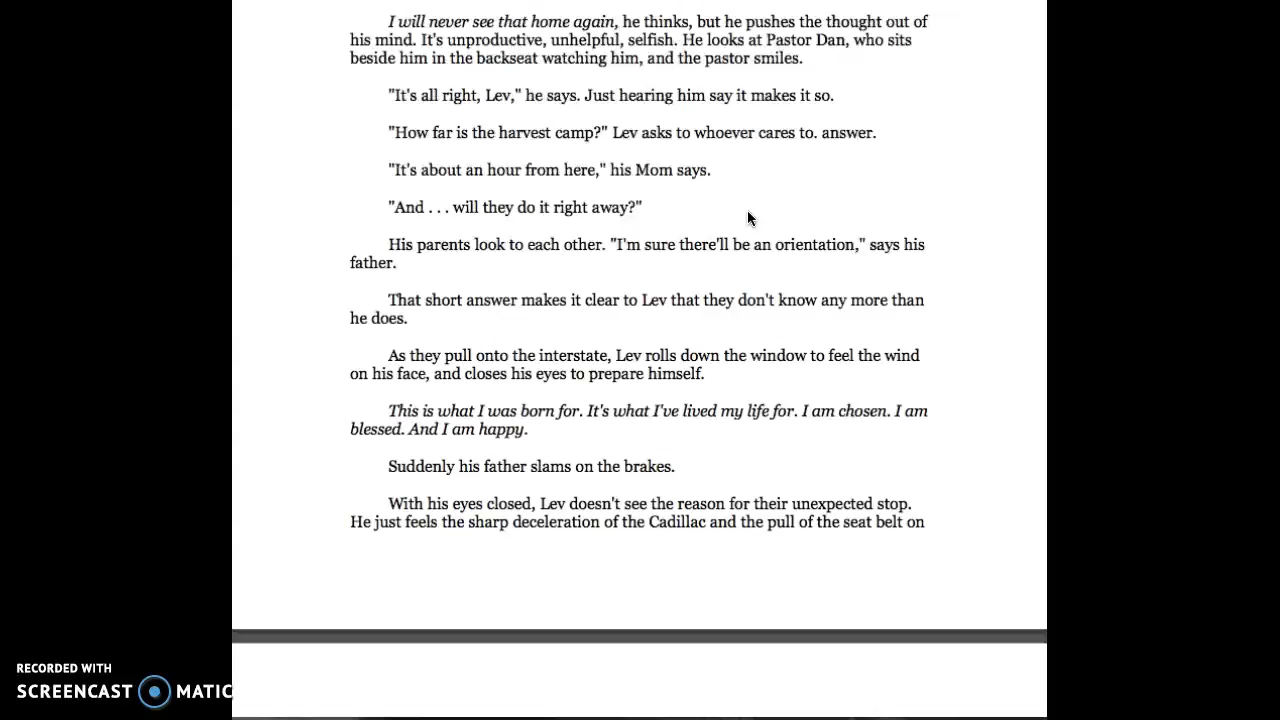 I will never see that home again, he thinks, but he pushes the thought out of
his mind. It's unproductive, unhelpful, selfish. He looks at Pastor Dan, who sits
beside him in the backseat watching him, and the pastor smiles.
"It's all right, Lev," he says. Just hearing him say it makes it so.
"How far is the harvest camp?" Lev asks to whoever cares to. answer.
"It's about an hour from here," his Mom says.
"And . . . will they do it right away?"
His parents look to each other. "I'm sure there'll be an orientation," says his
father.
That short answer makes it clear to Lev that they don't know any more than
he does.
As they pull onto the interstate, Lev rolls down the window to feel the wind
on his face, and closes his eyes to prepare himself.
This is what I was born for. It's what I've lived my life for. I am chosen. I am
blessed. And I am happy.
Suddenly his father slams on the brakes.
With his eyes closed, Lev doesn't see the reason for their unexpected stop.
He just feels the sharp deceleration of the Cadillac and the pull of the seat belt on
RECORDED WITH
SCREENCAST MATIC